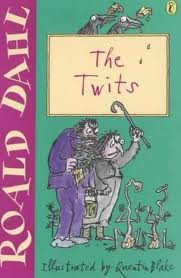 ROALD DAHL
The
Twits
Illustrated by Quentin Blake